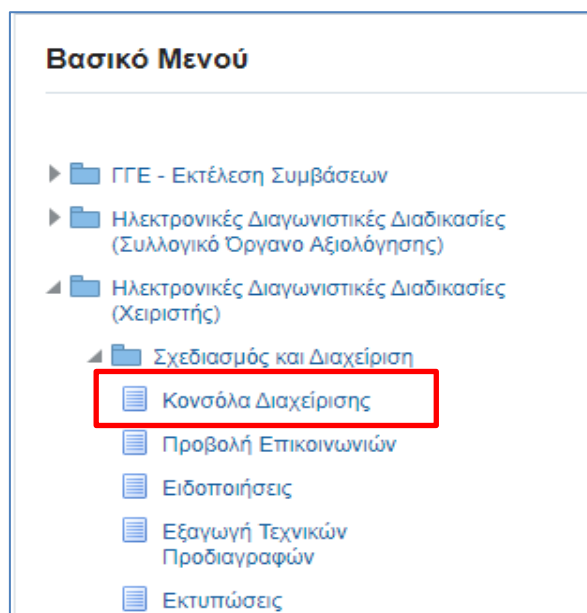 Βασικό Μενού
ΓΓΕ - Εκτέλεση Συμβάσεων
Ηλεκτρονικές Διαγωνιστικές Διαδικασίες
(Συλλογικό Όργανο Αξιολόγησης)
Ηλεκτρονικές Διαγωνιστικές Διαδικασίες
(Χειριστής)
Σχεδιασμός και Διαχείριση
Κονσόλα Διαχείρισης
Προβολή Επικοινωνιών
Ειδοποιήσεις
Εξαγωγή Τεχνικών
Προδιαγραφών
Εκτυπώσεις